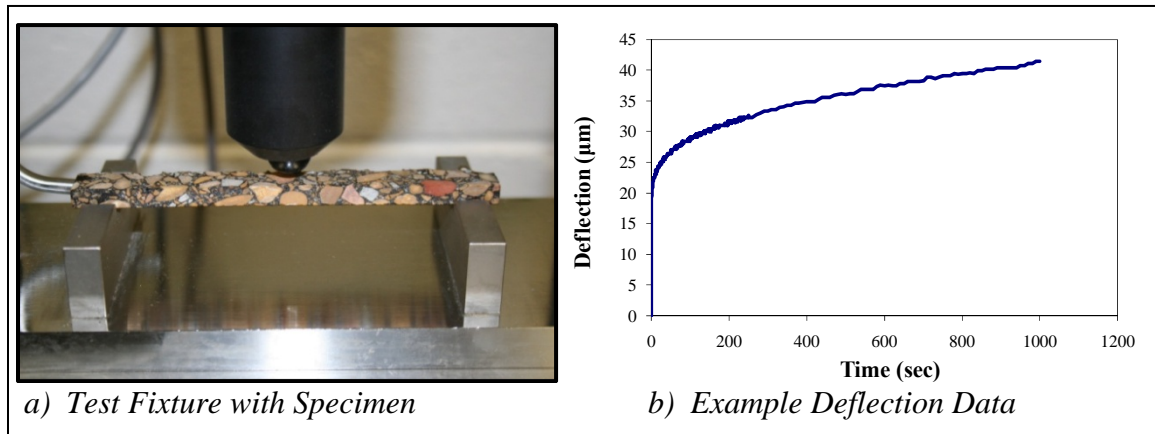 45
40
35
30
25
20
15
10
5
0
Deflection (µm)
0 200 400 600 800 1000 1200
Time (sec)
a) Test Fixture with Specimen
b) Example Deflection Data